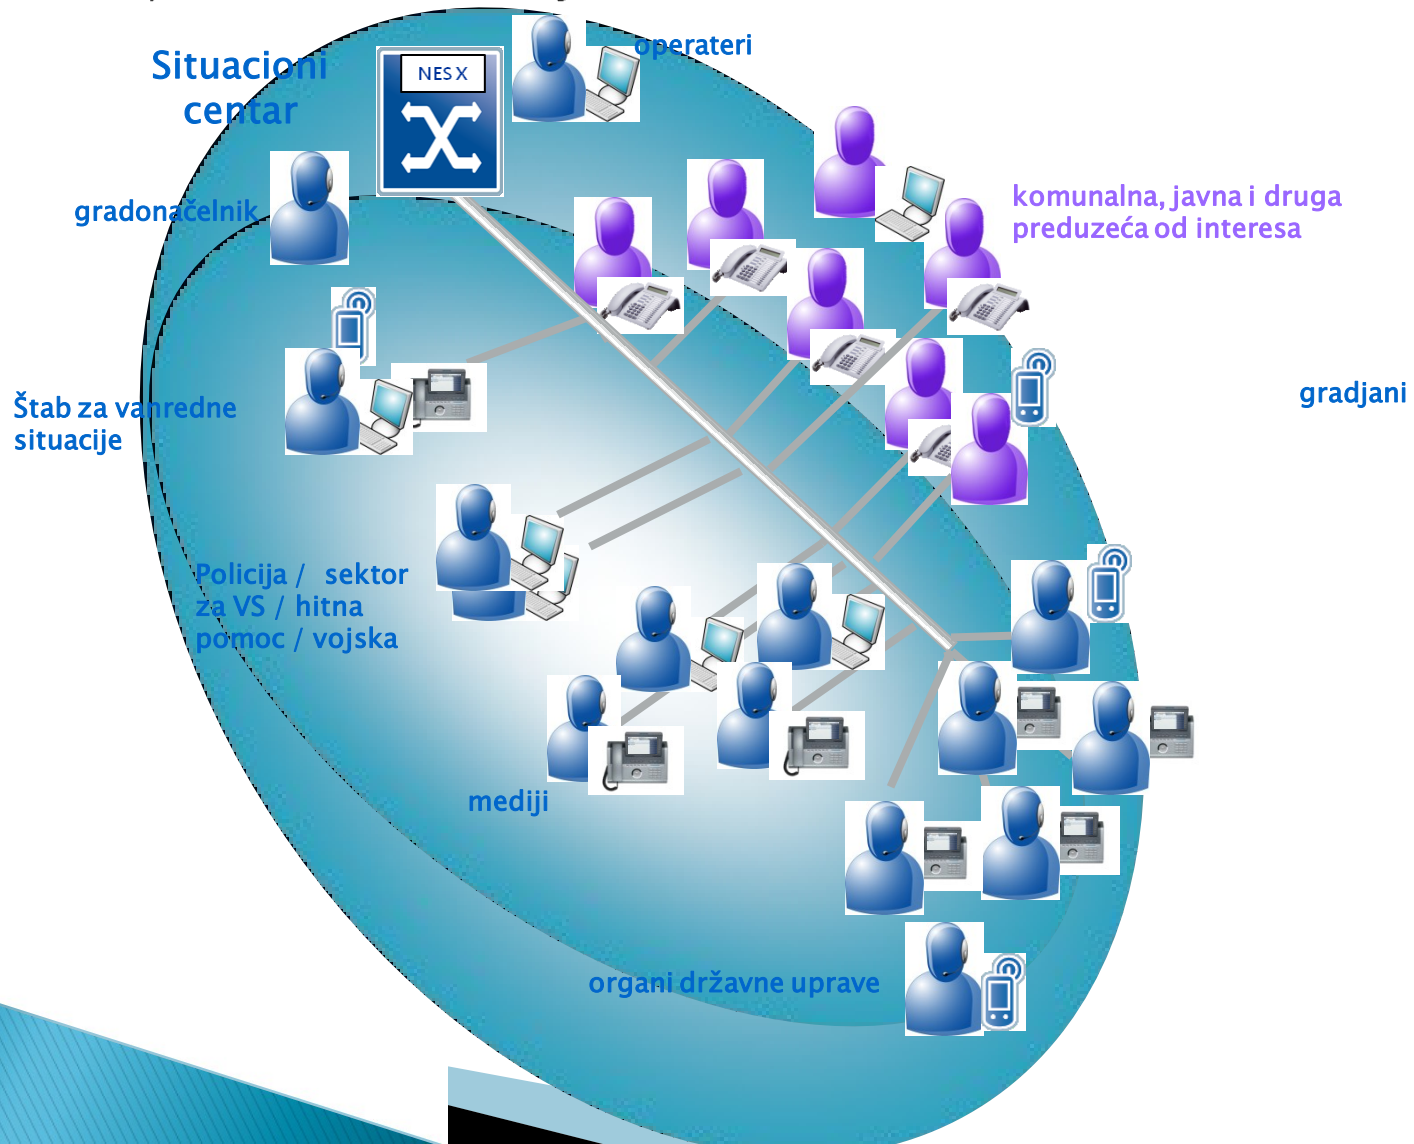 operateri
Situacioni
centar
NES X
gradonačelnik
komunalna, javna i druga
preduzeća od interesa
gradjani
Štab za vanredne
situacije
Policija / sektor
za VS / hitna
pomoc / vojska
mediji
organi državne uprave